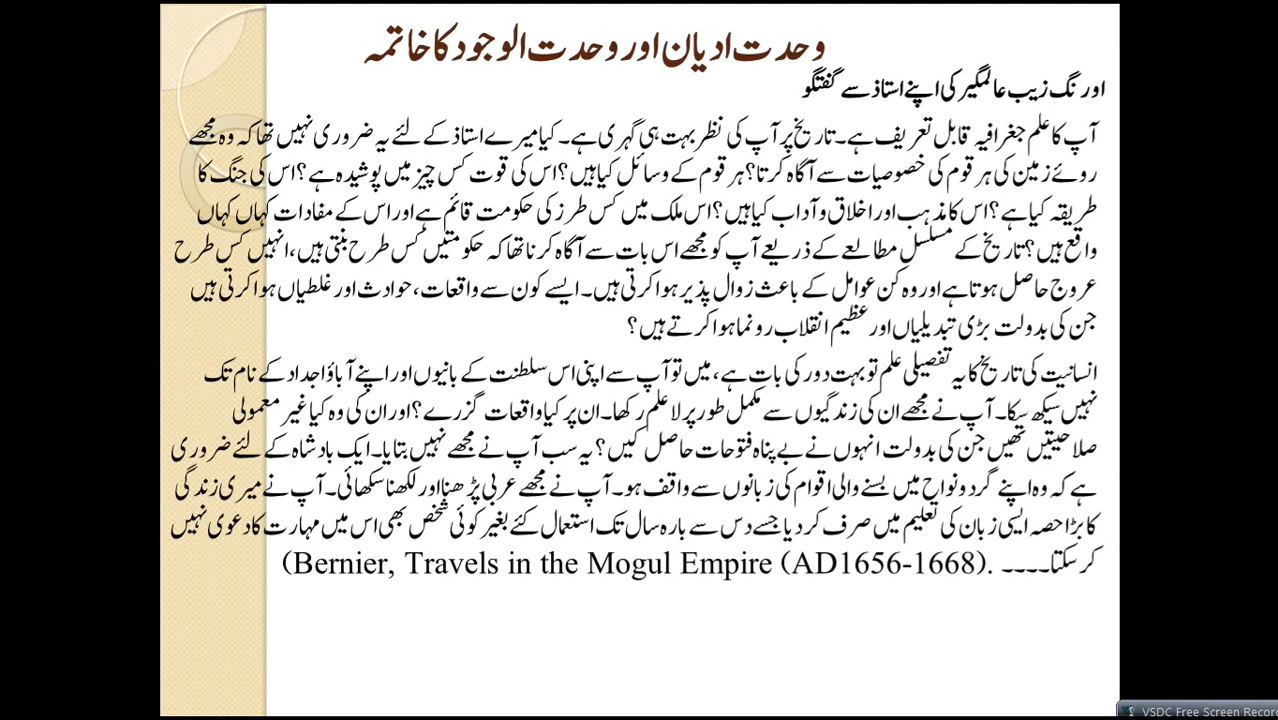 وحدت ادیان اور وحدت الوجود کا خاتمہ
اورنگ زیب عالمگیر کی اپنے استاذ سے گفتگو
آپ کا علم جغرافیہ قابل تعریف ہے۔ تاریخ پر آپ کی نظر بہت ہی گہری ہے۔ کیا میرے استاذ کے لئے یہ ضروری نہیں تھا کہ وہ مجھے
روئے زمین کی ہر قوم کی خصوصیات سے آگاہ کرتا؟ ہر قوم کے وسائل کیا ہیں؟ اس کی قوت کس چیز میں پوشیدہ ہے؟ اس کی جنگ کا
طریقہ کیا ہے؟ اس کا مذہب اور اخلاق و آداب کیا ہیں؟ اس ملک میں کس طرز کی حکومت قائم ہے اور اس کے مفادات کہاں کہاں
واقع ہیں؟ تاریخ کے مسلسل مطالعے کے ذریعے آپ کو مجھے اس بات سے آگاہ کرنا تھا کہ حکومتیں کس طرح بنتی ہیں، انہیں کس طرح
عروج حاصل ہوتا ہے اور وہ کن عوامل کے باعث زوال پذیر ہوا کرتی ہیں۔ ایسے کون سے واقعات، حوادث اور غلطیاں ہوا کرتی ہیں
جن کی بدولت بڑی تبدیلیاں اور عظیم انقلاب رونما ہوا کرتے ہیں؟
انسانیت کی تاریخ کا یہ تفصیلی علم تو بہت دور کی بات ہے، میں تو آپ سے اپنی اس سلطنت کے بانیوں اور اپنے آباؤ اجداد کے نام تک
نہیں سیکھ سکا۔ آپ نے مجھے ان کی زندگیوں سے مکمل طور پر لاعلم رکھا۔ ان پر کیا واقعات گزرے؟ اور ان کی وہ کیا غیر معمولی
صلاحیتیں تھیں جن کی بدولت انہوں نے بے پناہ فتوحات حاصل کیں؟ یہ سب آپ نے مجھے نہیں بتایا۔ ایک بادشاہ کے لئے ضروری
ہے کہ وہ اپنے گرد و نواح میں بسنے والی اقوام کی زبانوں سے واقف ہو۔ آپ نے مجھے عربی پڑھنا اور لکھنا سکھائی۔ آپ نے میری زندگی
کا بڑا حصہ ایسی زبان کی تعلیم میں صرف کر دیا جسے دس سے بارہ سال تک استعمال کئے بغیر کوئی شخص بھی اس میں مہارت کا دعوی نہیں
کر سکتا۔۔۔۔ (Bernier, Travels in the Mogul Empire (AD1656-1668).
VSDC Free Screen Recor